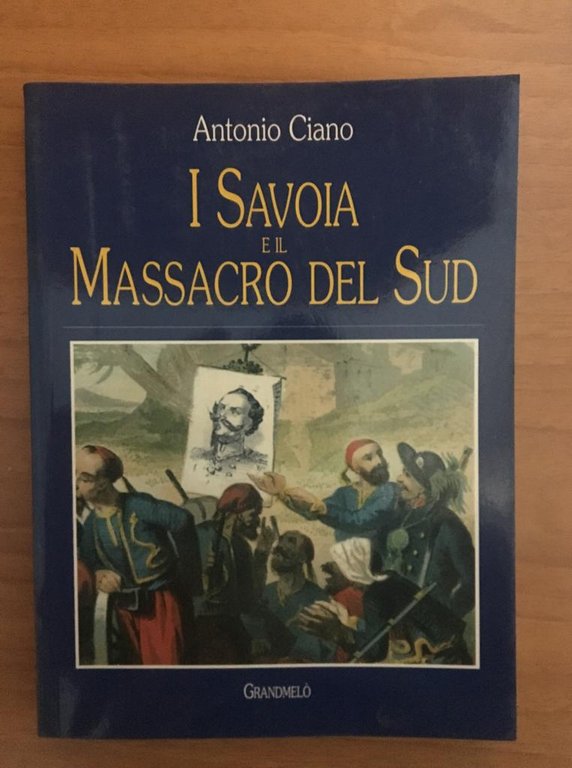 Antonio Ciano
I SAVOIA
E IL
MASSACRO DEL SUD
GRANDMELÒ